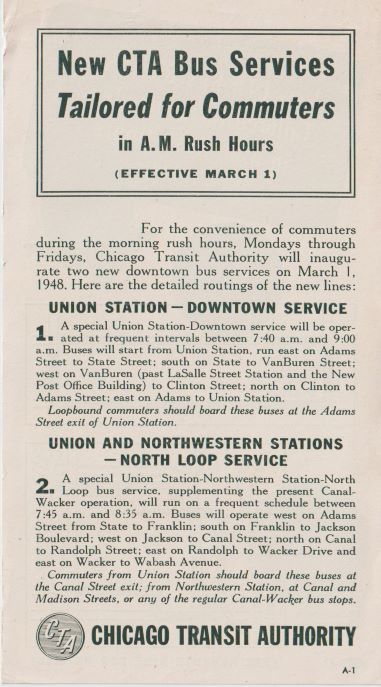 New CTA Bus Services
Tailored for Commuters
in A.M. Rush Hours
(EFFECTIVE MARCH 1)
For the convenience of commuters
during the morning rush hours, Mondays through
Fridays, Chicago Transit Authority will inaugu-
rate two new downtown bus services on March 1,
1948. Here are the detailed routings of the new lines:
UNION STATION — DOWNTOWN SERVICE
1. A special Union Station-Downtown service will be oper-
ated at frequent intervals between 7:40 a.m. and 9:00
a.m. Buses will start from Union Station, run east on Adams
Street to State Street; south on State to VanBuren Street;
west on VanBuren (past LaSalle Street Station and the New
Post Office Building) to Clinton Street; north on Clinton to
Adams Street; east on Adams to Union Station.
Loopbound commuters should board these buses at the Adams
Street exit of Union Station.
UNION AND NORTHWESTERN STATIONS
— NORTH LOOP SERVICE
2. A special Union Station-Northwestern Station-North
Loop bus service, supplementing the present Canal-
Wacker operation, will run on a frequent schedule between
7:45 a.m. and 8:35 a.m. Buses will operate west on Adams
Street from State to Franklin; south on Franklin to Jackson
Boulevard; west on Jackson to Canal Street; north on Canal
to Randolph Street; east on Randolph to Wacker Drive and
east on Wacker to Wabash Avenue.
Commuters from Union Station should board these buses at
the Canal Street exit; from Northwestern Station, at Canal and
Madison Streets, or any of the regular Canal-Wacker bus stops.
CTA CHICAGO TRANSIT AUTHORITY
A-1